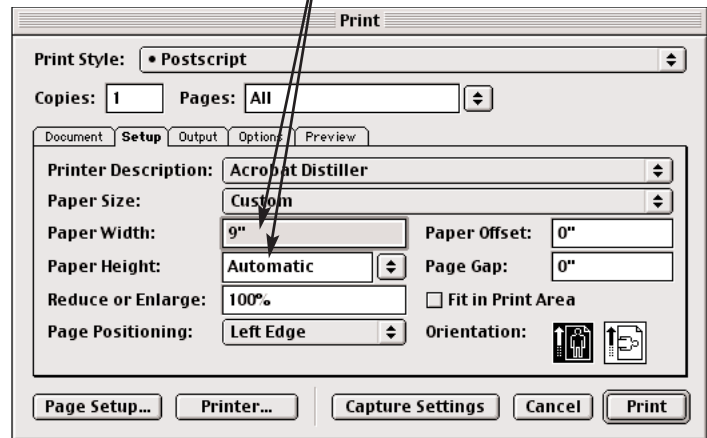 Print
Print Style: • Postscript
Copies: 1 Pages: All
Document Setup Output Options Preview
Printer Description: Acrobat Distiller
Paper Size: Custom
Paper Width: 9" Paper Offset: 0"
Paper Height: Automatic Page Gap: 0"
Reduce or Enlarge: 100% Fit in Print Area
Page Positioning: Left Edge Orientation:
Page Setup... Printer... Capture Settings Cancel Print